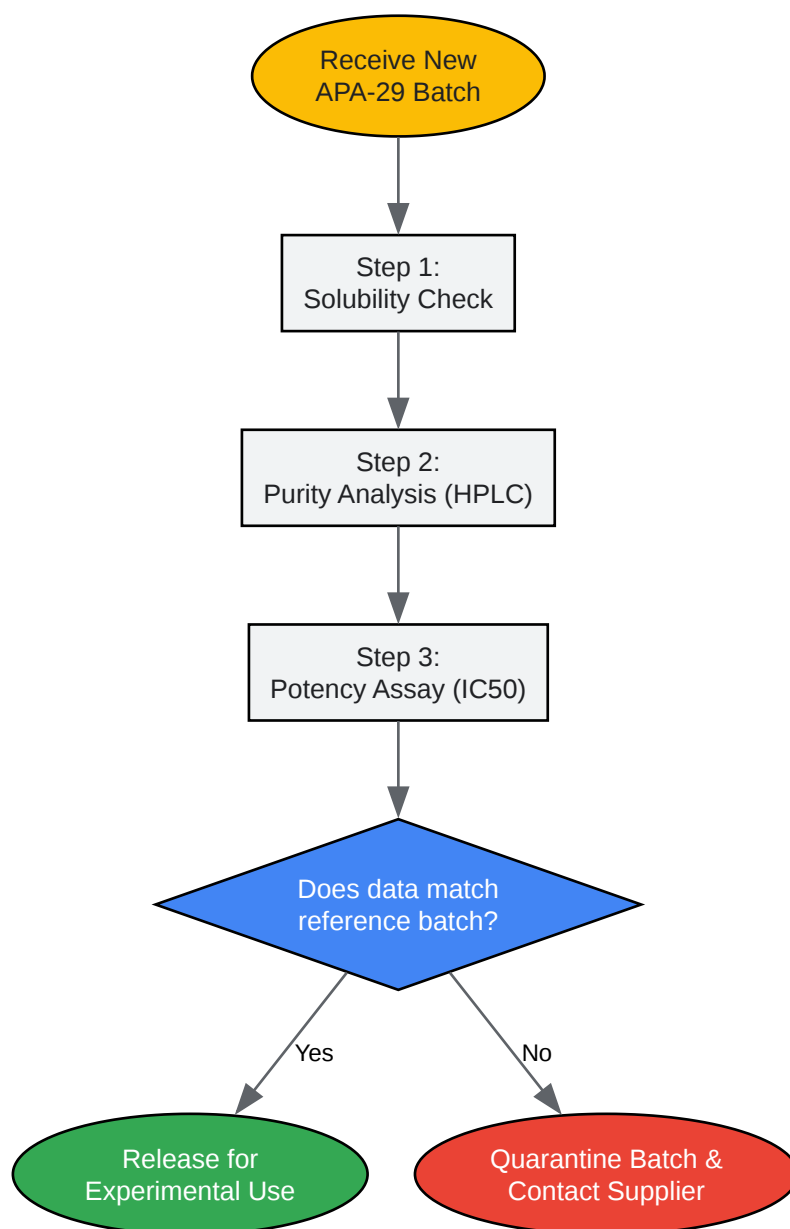 Receive New
APA-29 Batch
Step 1:
Solubility Check
Step 2:
Purity Analysis (HPLC)
Step 3:
Potency Assay (IC50)
Does data match
reference batch?
Yes
No
Release for
Experimental Use
Quarantine Batch &
Contact Supplier